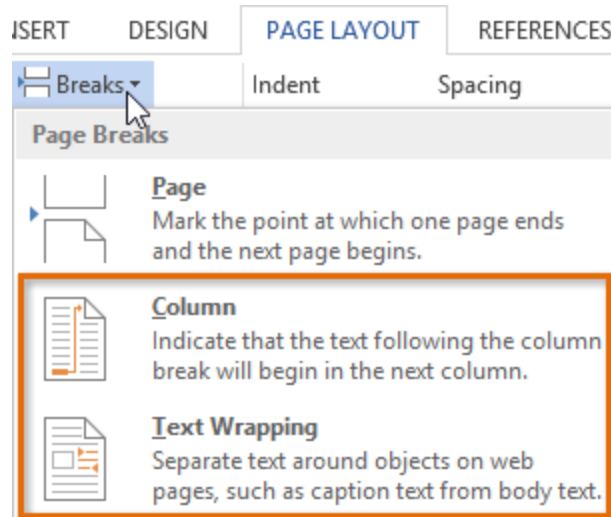 NSERT DESIGN PAGE LAYOUT REFERENCES
Breaks Indent Spacing
Page Breaks
Page
Mark the point at which one page ends
and the next page begins.
Column
Indicate that the text following the column
break will begin in the next column.
Text Wrapping
Separate text around objects on web
pages, such as caption text from body text.